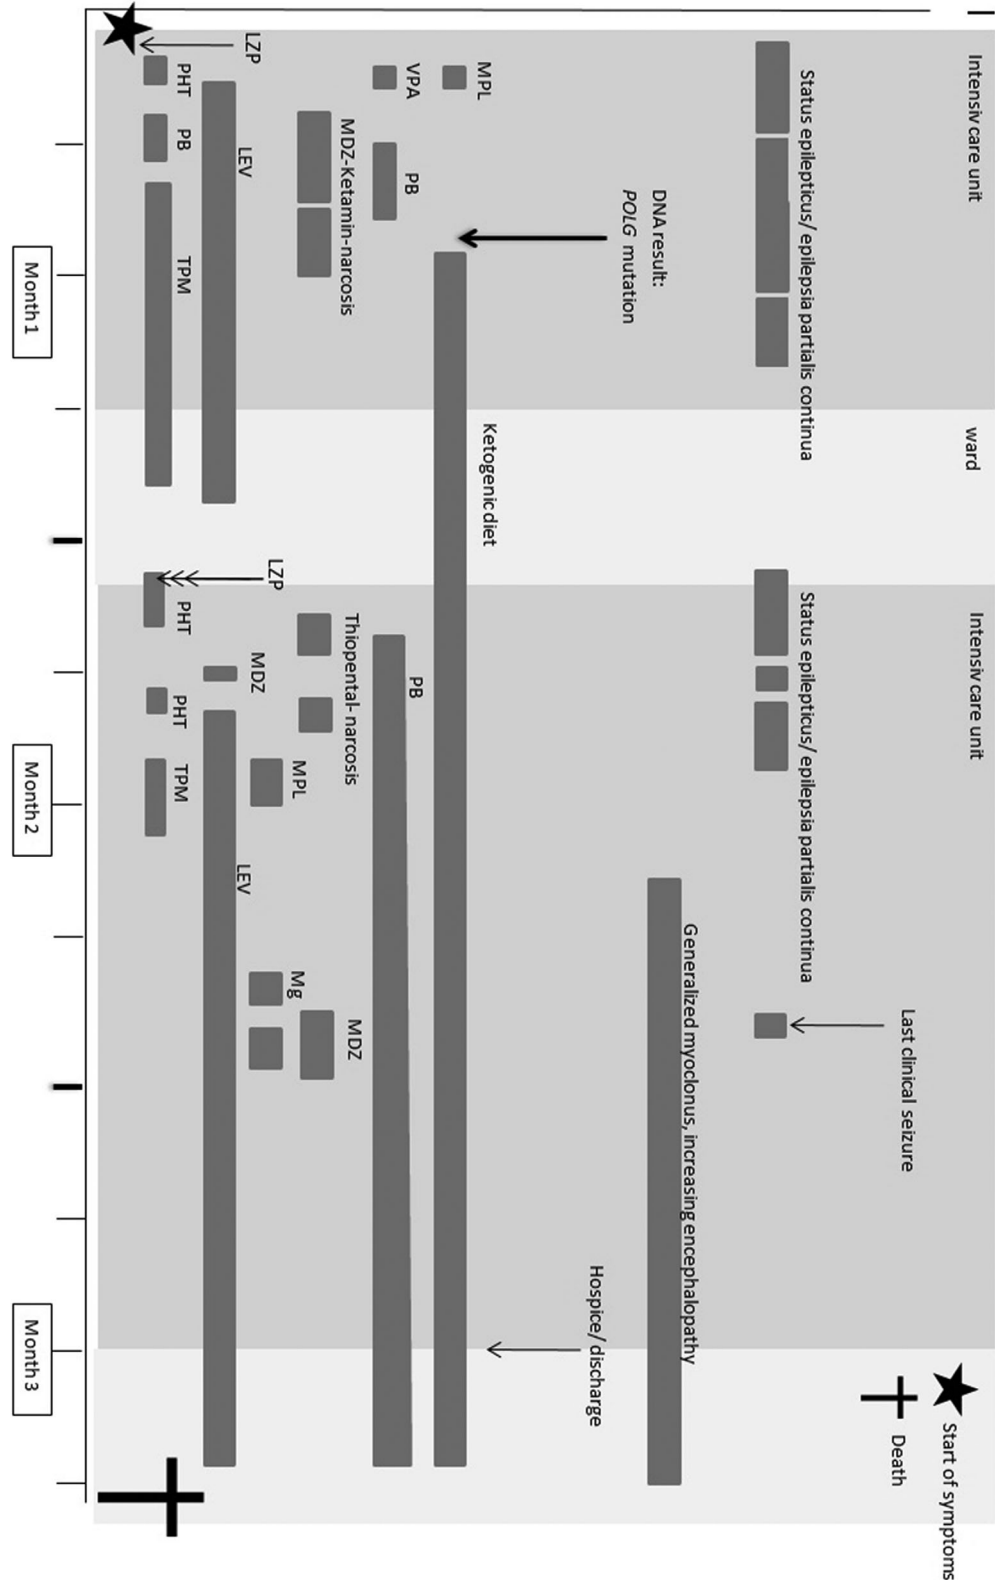 Intensiv care unit
ward
Intensiv care unit
Start of symptoms
Death
Last clinical seizure
Status epilepticus/ epilepsia partialis continua
Status epilepticus/ epilepsia partialis continua
Generalized myoclonus, increasing encephalopathy
DNA result:
POLG mutation
Hospice/ discharge
MPL
Ketogenic diet
VPA
PB
PB
MDZ-Ketamin-narcosis
Thiopental- narcosis
MDZ
MPL
Mg
LZP
LEV
LZP
MDZ
LEV
PHT
PB
TPM
PHT
PHT
TPM
Month 1
Month 2
Month 3